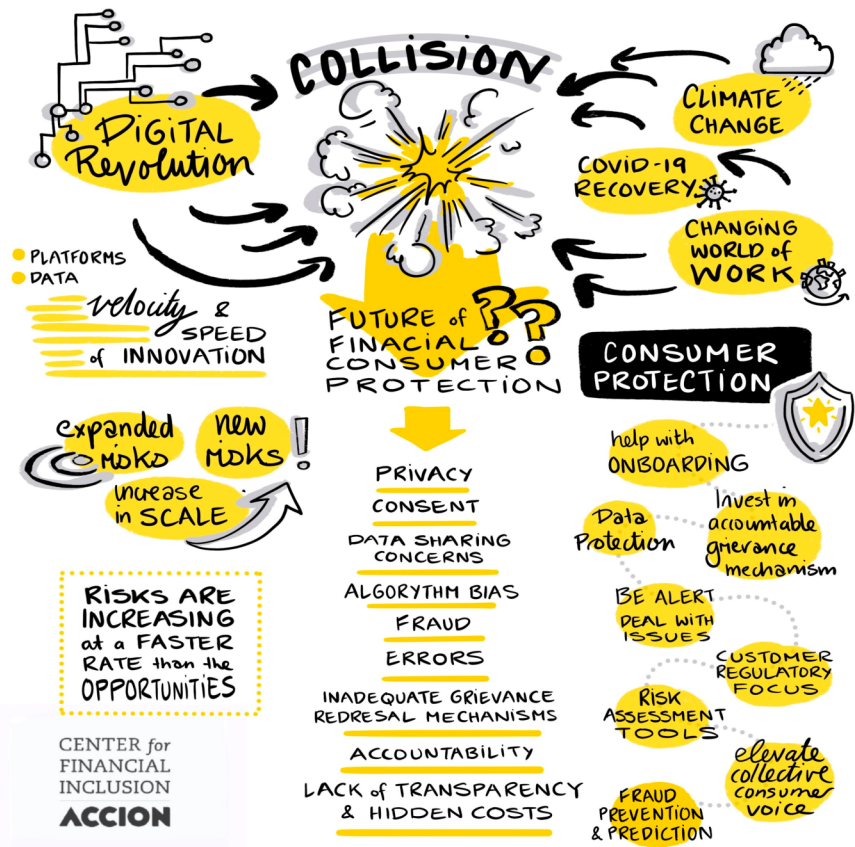 COLLISION
DIGITAL
Revolution
CLIMATE
CHANGE
COVID-19
RECOVERY
CHANGING
WORLD of
WORK
PLATFORMS
DATA
velocity &
SPEED
of INNOVATION
FUTURE of ??
FINACIAL
CONSUMER
PROTECTION
expanded
risks
new
risks !
increase
in SCALE
RISKS ARE
INCREASING
at a FASTER
RATE than the
OPPORTUNITIES
CENTER for
FINANCIAL
INCLUSION
ACCION
PRIVACY
CONSENT
DATA SHARING
CONCERNS
ALGORYTHM BIAS
FRAUD
ERRORS
INADEQUATE GRIEVANCE
REDRESAL MECHANISMS
ACCOUNTABILITY
LACK of TRANSPARENCY
& HIDDEN COSTS
CONSUMER
PROTECTION
help with
ONBOARDING
Invest in
accountable
grievance
mechanism
Data
Protection
BE ALERT
DEAL WITH
ISSUES
CUSTOMER
REGULATORY
FOCUS
RISK
ASSESSMENT
TOOLS
elevate
collective
consumer
voice
FRAUD
PREVENTION
& PREDICTION